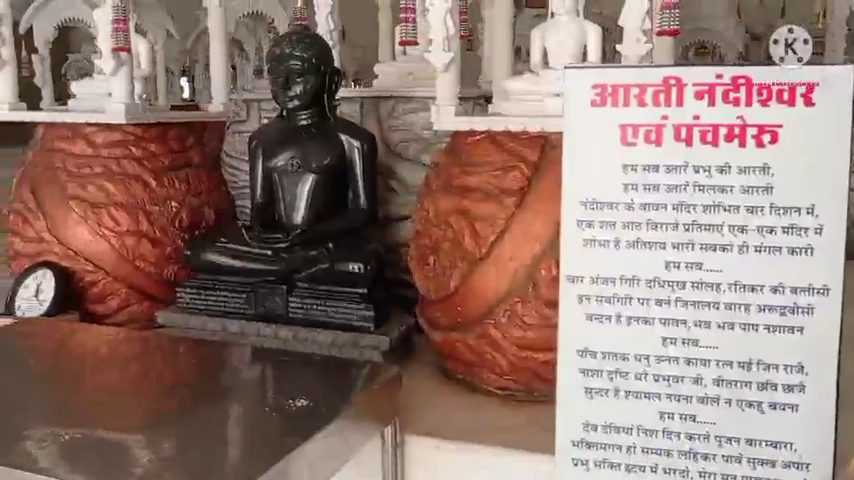 आरती नंदीश्वर
एवं पंचमेरू
हम सब उतारें प्रभु की आरती,
हम सब उतारें मिलकर आरती
नंदीश्वर के बावन मंदिर शोभित चार दिशन में,
एक शत आठ विराजे प्रतिमाएं एक-एक मंदिर में
शोभा है अतिशय भारी सबका ही मंगल कारी
हम सब.....
चार अंजन गिरि दधिमुख सोलह, रतिकर की बत्तीसी
इन सबगिरि पर वने जिनालय
वन्दन है इनका पावन, भव भव पाप नशावन
हम सब.....
पाँच शतक धनु उन्नत काया रत्न मई जिन राजे,
नाशा दृष्टि धरें प्रभुवर जी, वीतराग छवि छाजे
सुन्दर है श्यामल नयना बोलें न एकहु बयना
हम सब.....
देव देवियां निश दिन करते पूजन बारम्बारा,
भक्तिमगन हो सम्यक लहिकर पावे सुक्ख अपारा
प्रभु भक्ति हृदय में भरदो,
K
KINEMASTER